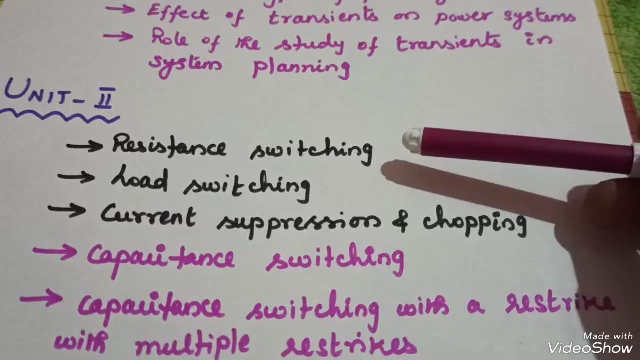 → Effect of transients on power systems
→ Role of the study of transients in
system planning
UNIT-II
→ Resistance switching
→ Load switching
→ Current suppression & chopping
→ Capacitance switching
→ Capacitance switching with a restrike
with multiple restrikes
Made with
VideoShow